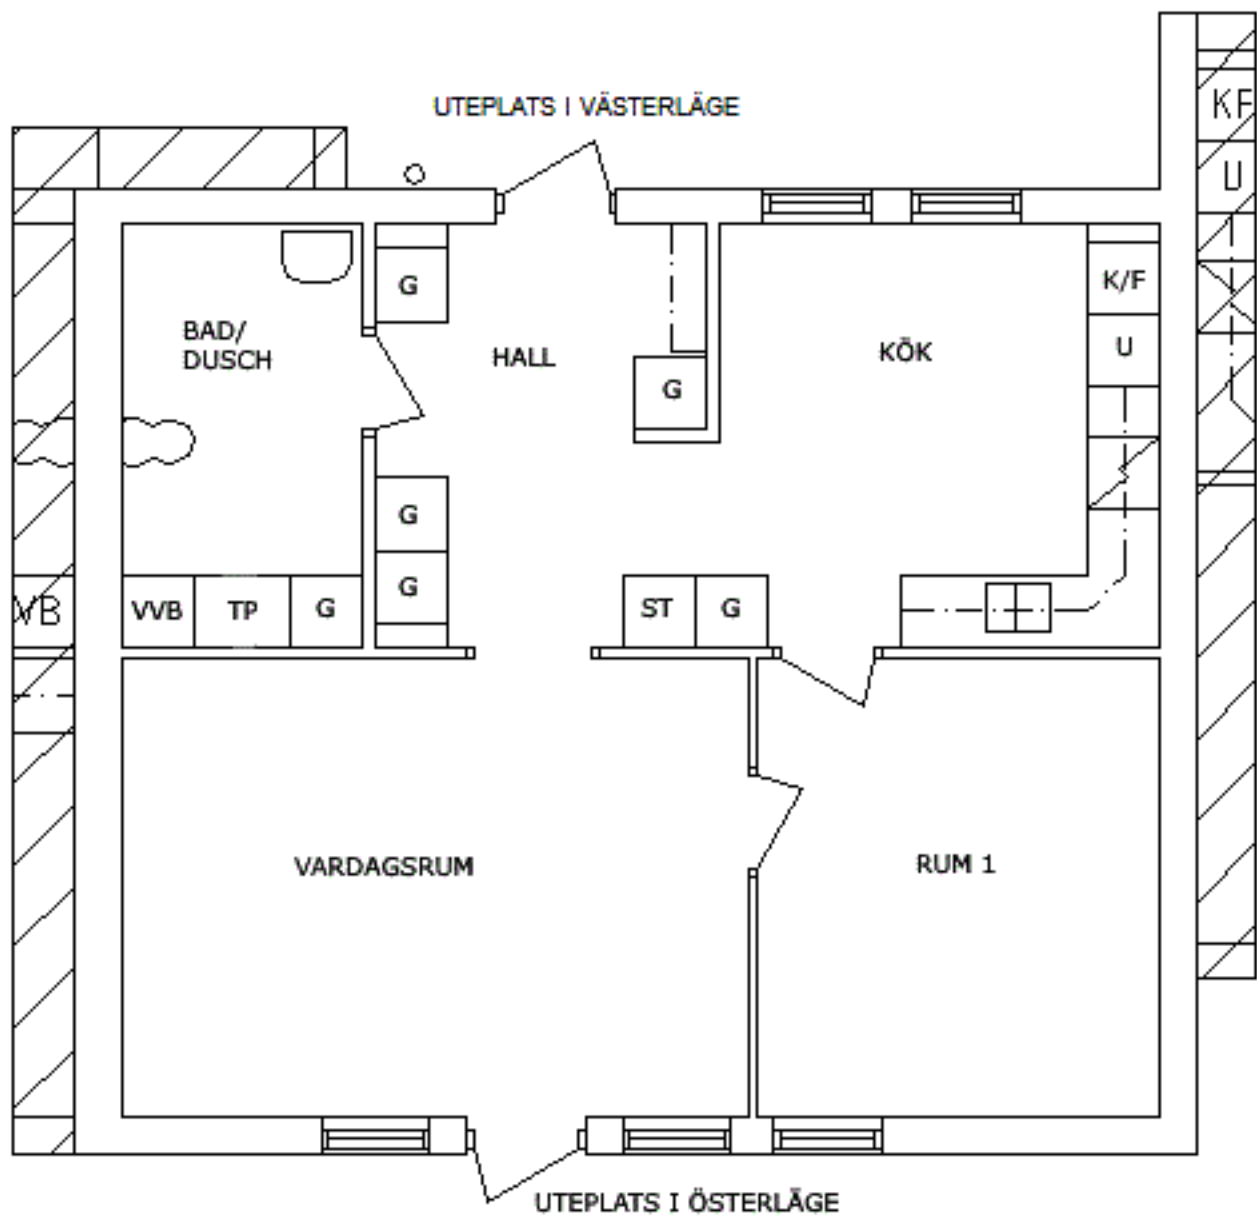 UTEPLATS I VÄSTERLÄGE
KF
U
G
K/F
BAD/
DUSCH
HALL
KÖK
U
G
G
G
VB
VVB
TP
G
ST
G
VARDAGSRUM
RUM 1
UTEPLATS I ÖSTERLÄGE